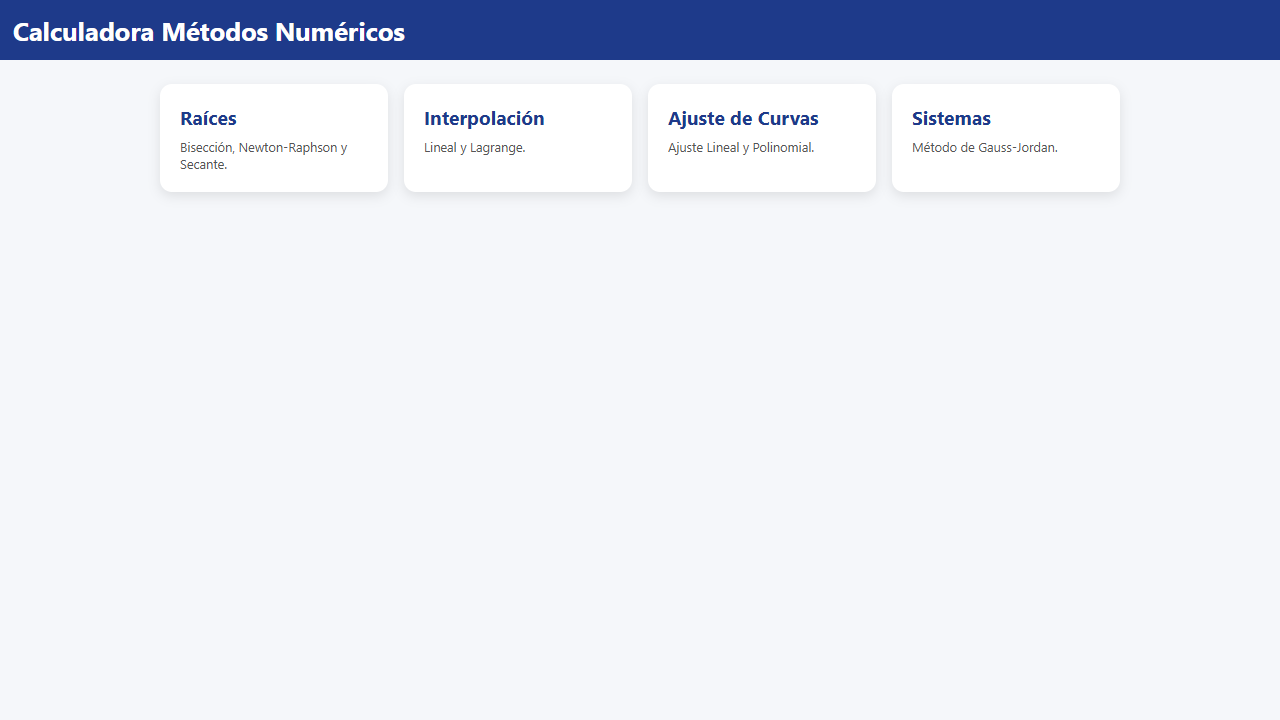 Calculadora Métodos Numéricos
Raíces
Bisección, Newton-Raphson y
Secante.
Interpolación
Lineal y Lagrange.
Ajuste de Curvas
Ajuste Lineal y Polinomial.
Sistemas
Método de Gauss-Jordan.